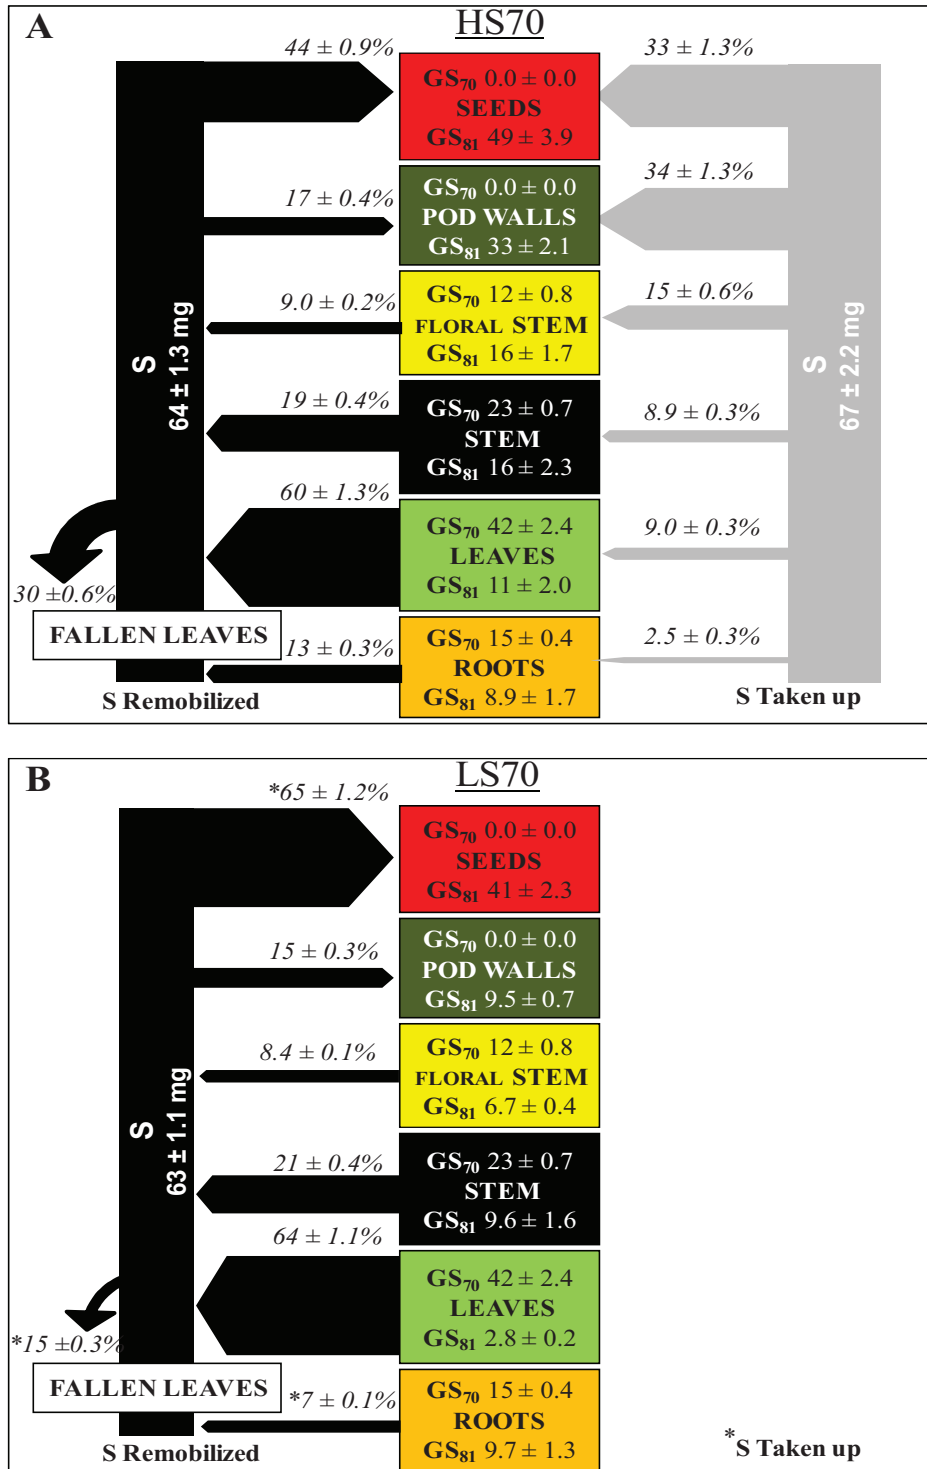 A
HS70
44 ± 0.9%
33 ± 1.3%
GS70 0.0 ± 0.0
SEEDS
GS81 49 ± 3.9
17 ± 0.4%
34 ± 1.3%
GS70 0.0 ± 0.0
POD WALLS
GS81 33 ± 2.1
9.0 ± 0.2%
15 ± 0.6%
GS70 12 ± 0.8
FLORAL STEM
GS81 16 ± 1.7
S
64 ± 1.3 mg
S
67 ± 2.2 mg
19 ± 0.4%
8.9 ± 0.3%
GS70 23 ± 0.7
STEM
GS81 16 ± 2.3
60 ± 1.3%
9.0 ± 0.3%
GS70 42 ± 2.4
LEAVES
GS81 11 ± 2.0
30 ±0.6%
FALLEN LEAVES
13 ± 0.3%
2.5 ± 0.3%
GS70 15 ± 0.4
ROOTS
GS81 8.9 ± 1.7
S Remobilized
S Taken up
B
LS70
*65 ± 1.2%
GS70 0.0 ± 0.0
SEEDS
GS81 41 ± 2.3
15 ± 0.3%
GS70 0.0 ± 0.0
POD WALLS
GS81 9.5 ± 0.7
8.4 ± 0.1%
GS70 12 ± 0.8
FLORAL STEM
GS81 6.7 ± 0.4
S
63 ± 1.1 mg
21 ± 0.4%
GS70 23 ± 0.7
STEM
GS81 9.6 ± 1.6
64 ± 1.1%
GS70 42 ± 2.4
LEAVES
GS81 2.8 ± 0.2
*15 ±0.3%
FALLEN LEAVES
*7 ± 0.1%
GS70 15 ± 0.4
ROOTS
GS81 9.7 ± 1.3
S Remobilized
*S Taken up